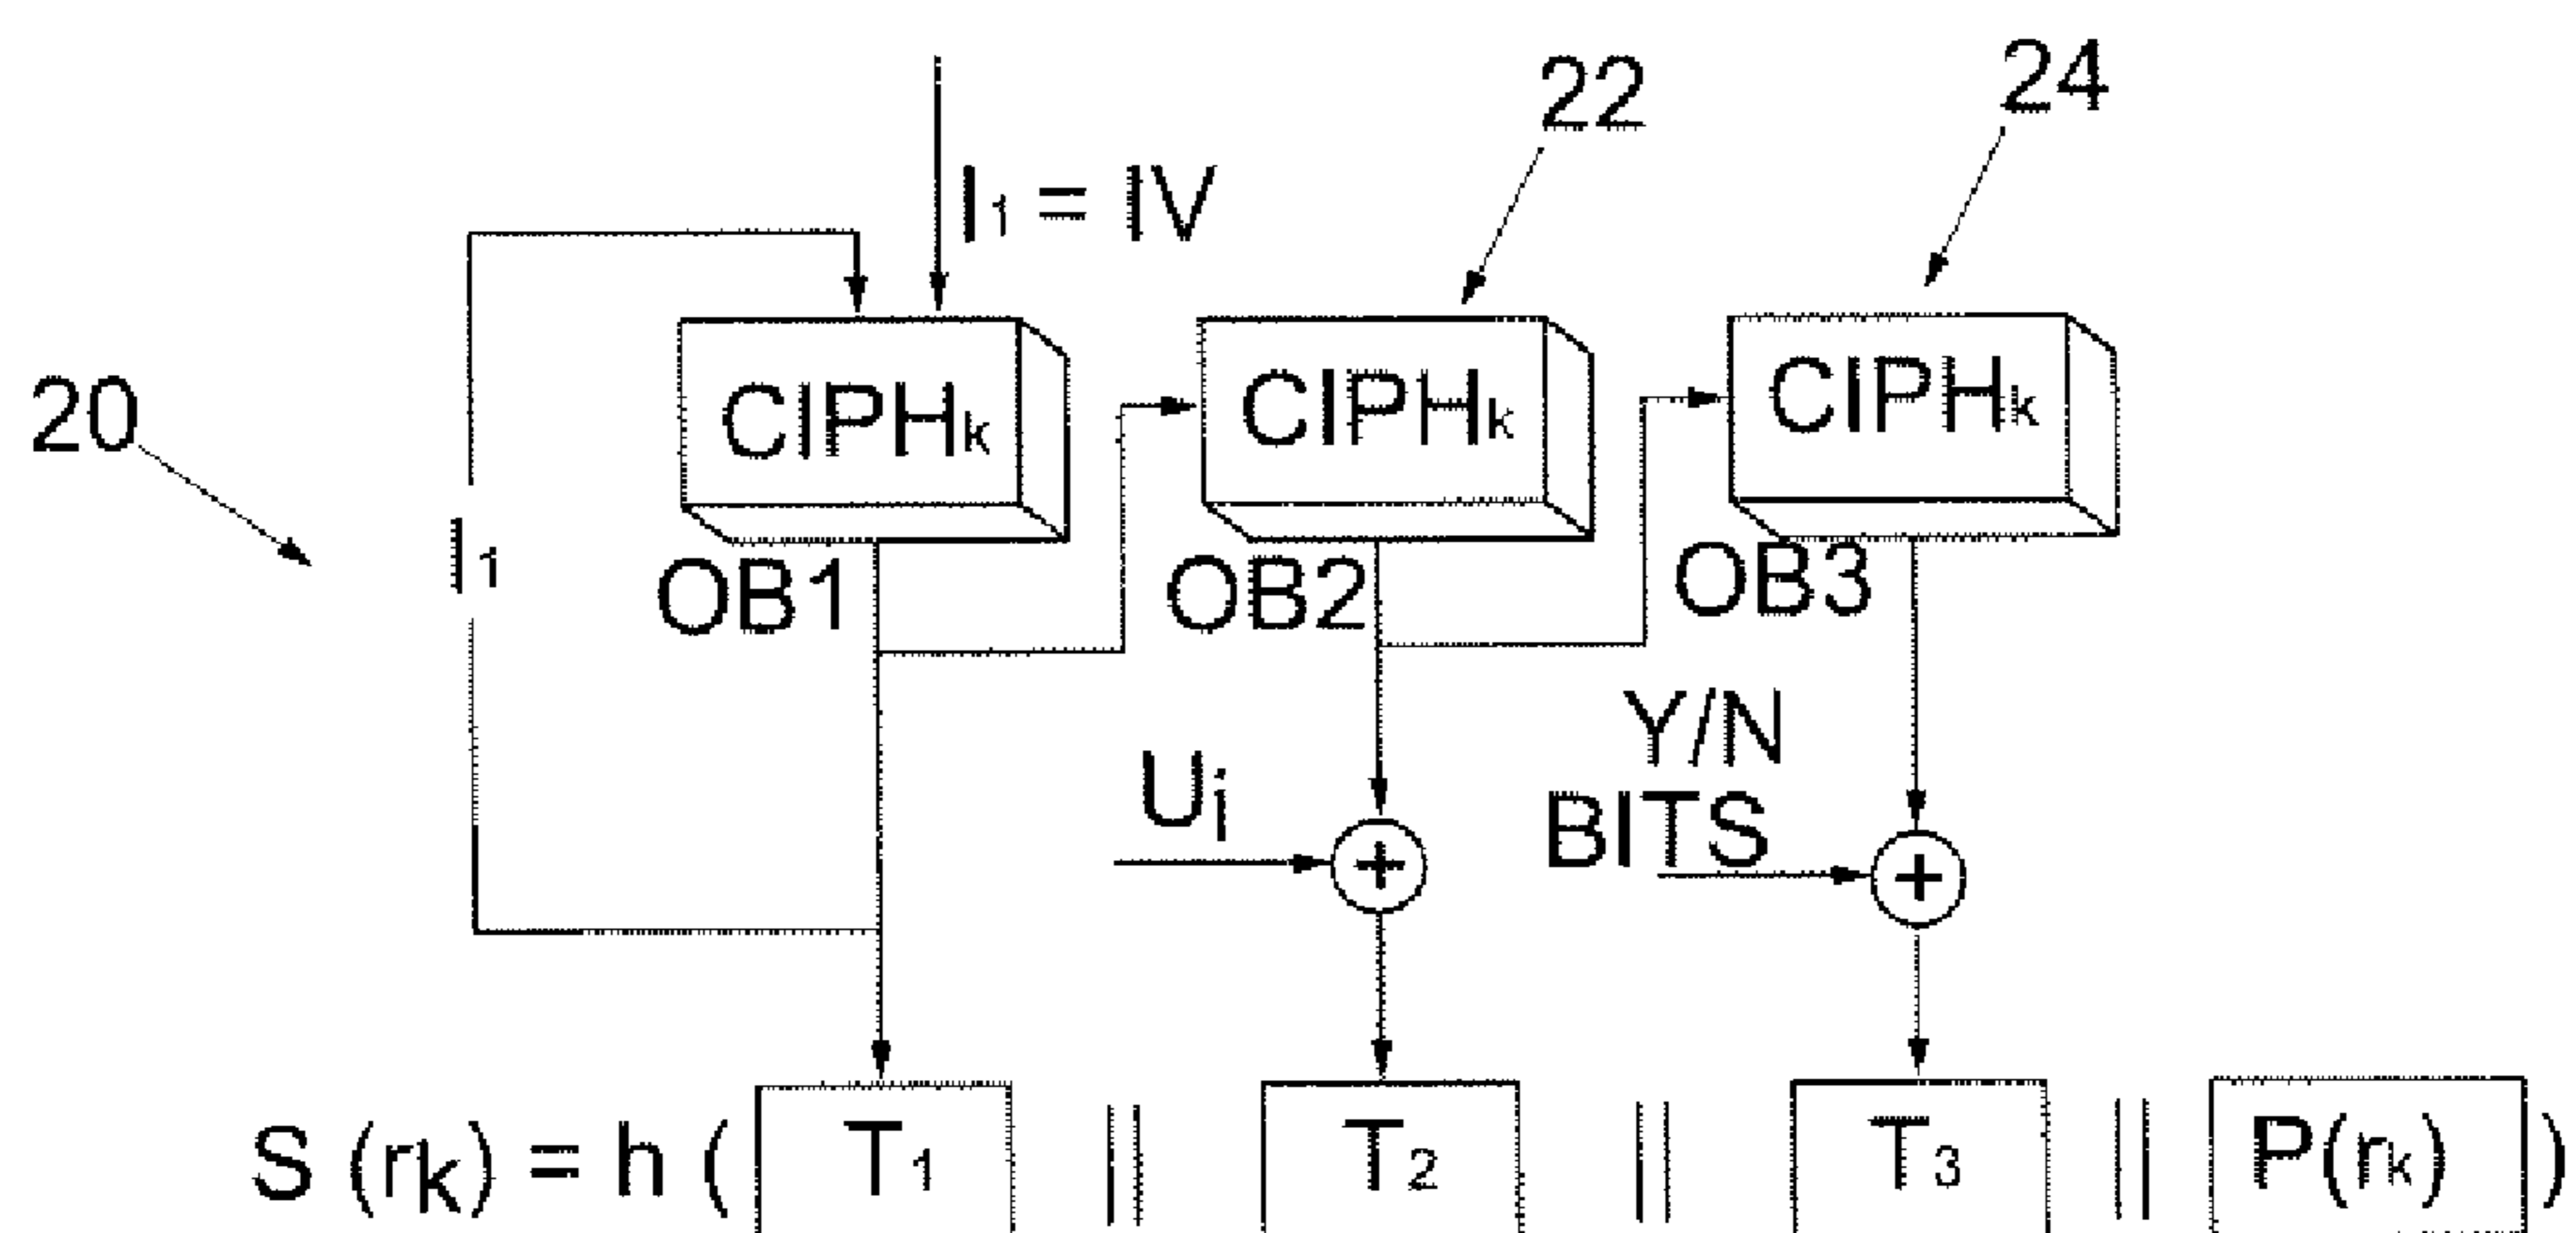 22
24
I₁ = IV
20
CIPHₖ
CIPHₖ
CIPHₖ
I₁
OB1
OB2
OB3
Uᵢ
+
Y/N
BITS
+
S (rₖ) = h ( T₁ || T₂ || T₃ || P(rₖ) )